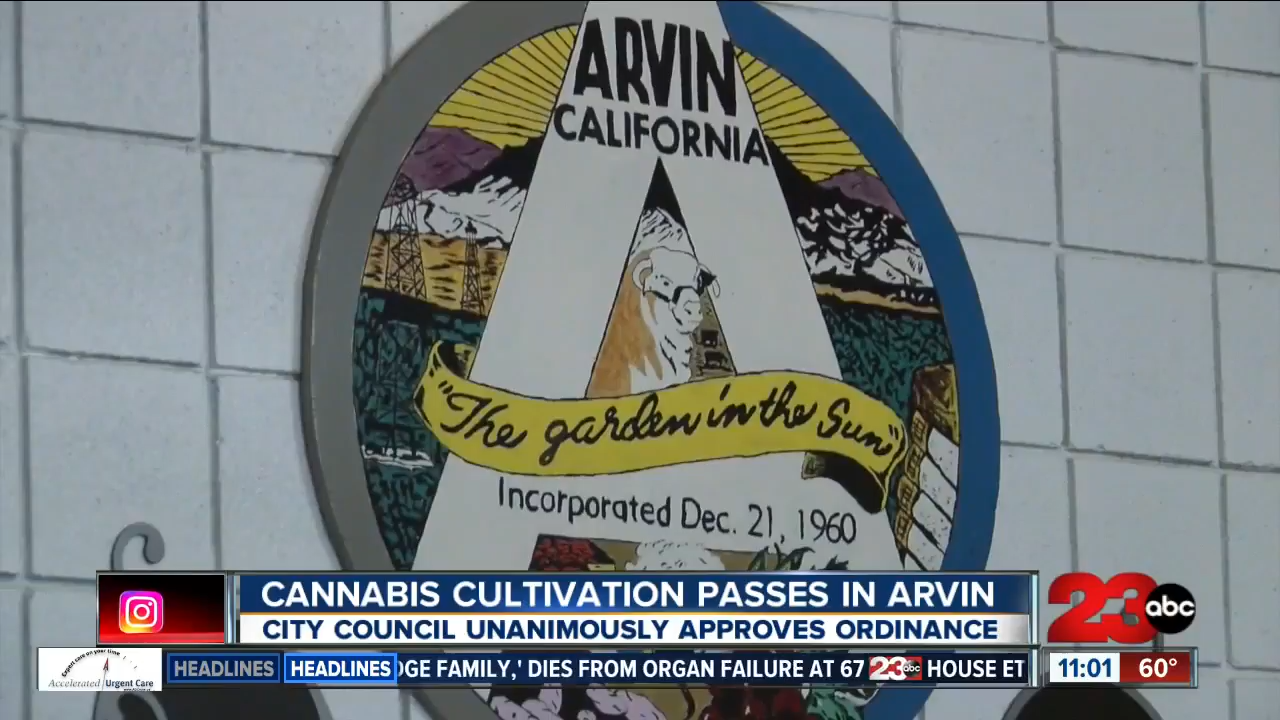 ARVIN
CALIFORNIA
"The garden in the Sun"
Incorporated Dec. 21, 1960
CANNABIS CULTIVATION PASSES IN ARVIN
CITY COUNCIL UNANIMOUSLY APPROVES ORDINANCE
23 abc
Accelerated Urgent Care
HEADLINES
HEADLINES
DGE FAMILY,' DIES FROM ORGAN FAILURE AT 67 23 abc HOUSE ET
11:01 60°